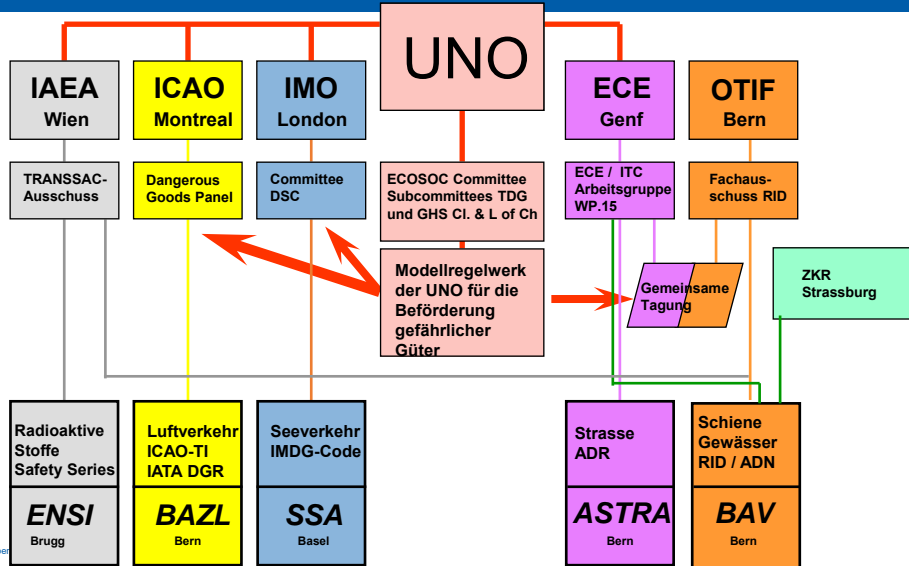 UNO
IAEA
Wien
ICAO
Montreal
IMO
London
ECE
Genf
OTIF
Bern
TRANSSAC-
Ausschuss
Dangerous
Goods Panel
Committee
DSC
ECOSOC Committee
Subcommittees TDG
und GHS Cl. & L of Ch
ECE / ITC
Arbeitsgruppe
WP.15
Fachaus-
schuss RID
Modellregelwerk
der UNO für die
Beförderung
gefährlicher
Güter
Gemeinsame
Tagung
ZKR
Strassburg
Radioaktive
Stoffe
Safety Series
Luftverkehr
ICAO-TI
IATA DGR
Seeverkehr
IMDG-Code
Strasse
ADR
Schiene
Gewässer
RID / ADN
ENSI
Brugg
BAZL
Bern
SSA
Basel
ASTRA
Bern
BAV
Bern